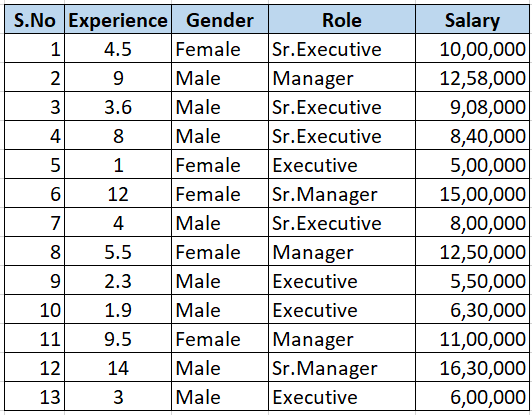 S.No Experience Gender Role Salary
1 4.5 Female Sr.Executive 10,00,000
2 9 Male Manager 12,58,000
3 3.6 Male Sr.Executive 9,08,000
4 8 Male Sr.Executive 8,40,000
5 1 Female Executive 5,00,000
6 12 Female Sr.Manager 15,00,000
7 4 Male Sr.Executive 8,00,000
8 5.5 Female Manager 12,50,000
9 2.3 Male Executive 5,50,000
10 1.9 Male Executive 6,30,000
11 9.5 Female Manager 11,00,000
12 14 Male Sr.Manager 16,30,000
13 3 Male Executive 6,00,000